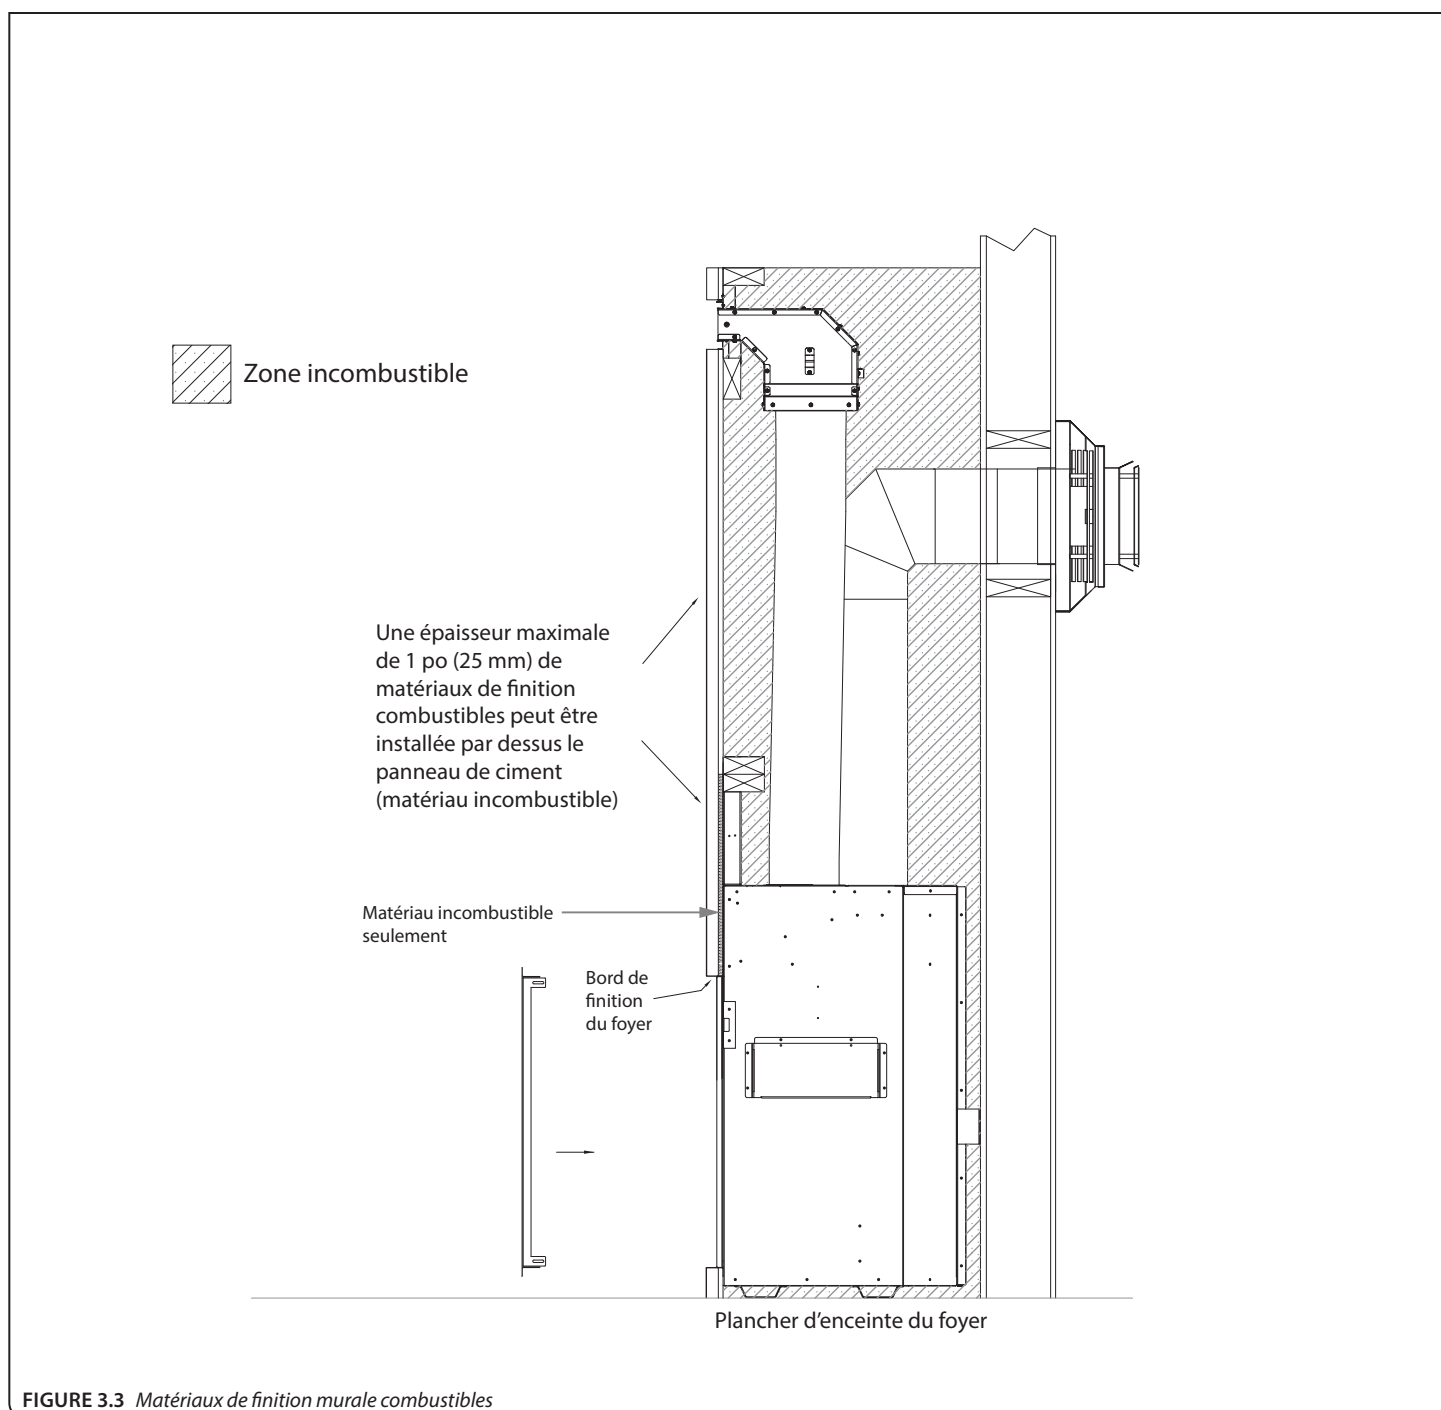 Zone incombustible
Une épaisseur maximale
de 1 po (25 mm) de
matériaux de finition
combustibles peut être
installée par dessus le
panneau de ciment
(matériau incombustible)
Matériau incombustible
seulement
Bord de
finition
du foyer
Plancher d'enceinte du foyer
FIGURE 3.3 Matériaux de finition murale combustibles